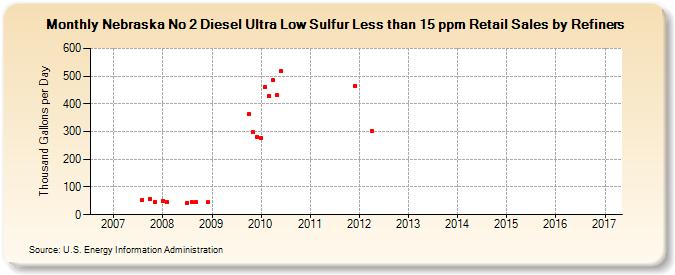 Monthly Nebraska No 2 Diesel Ultra Low Sulfur Less than 15 ppm Retail Sales by Refiners
Thousand Gallons per Day
600
500
400
300
200
100
0
2007 2008 2009 2010 2011 2012 2013 2014 2015 2016 2017
Source: U.S. Energy Information Administration